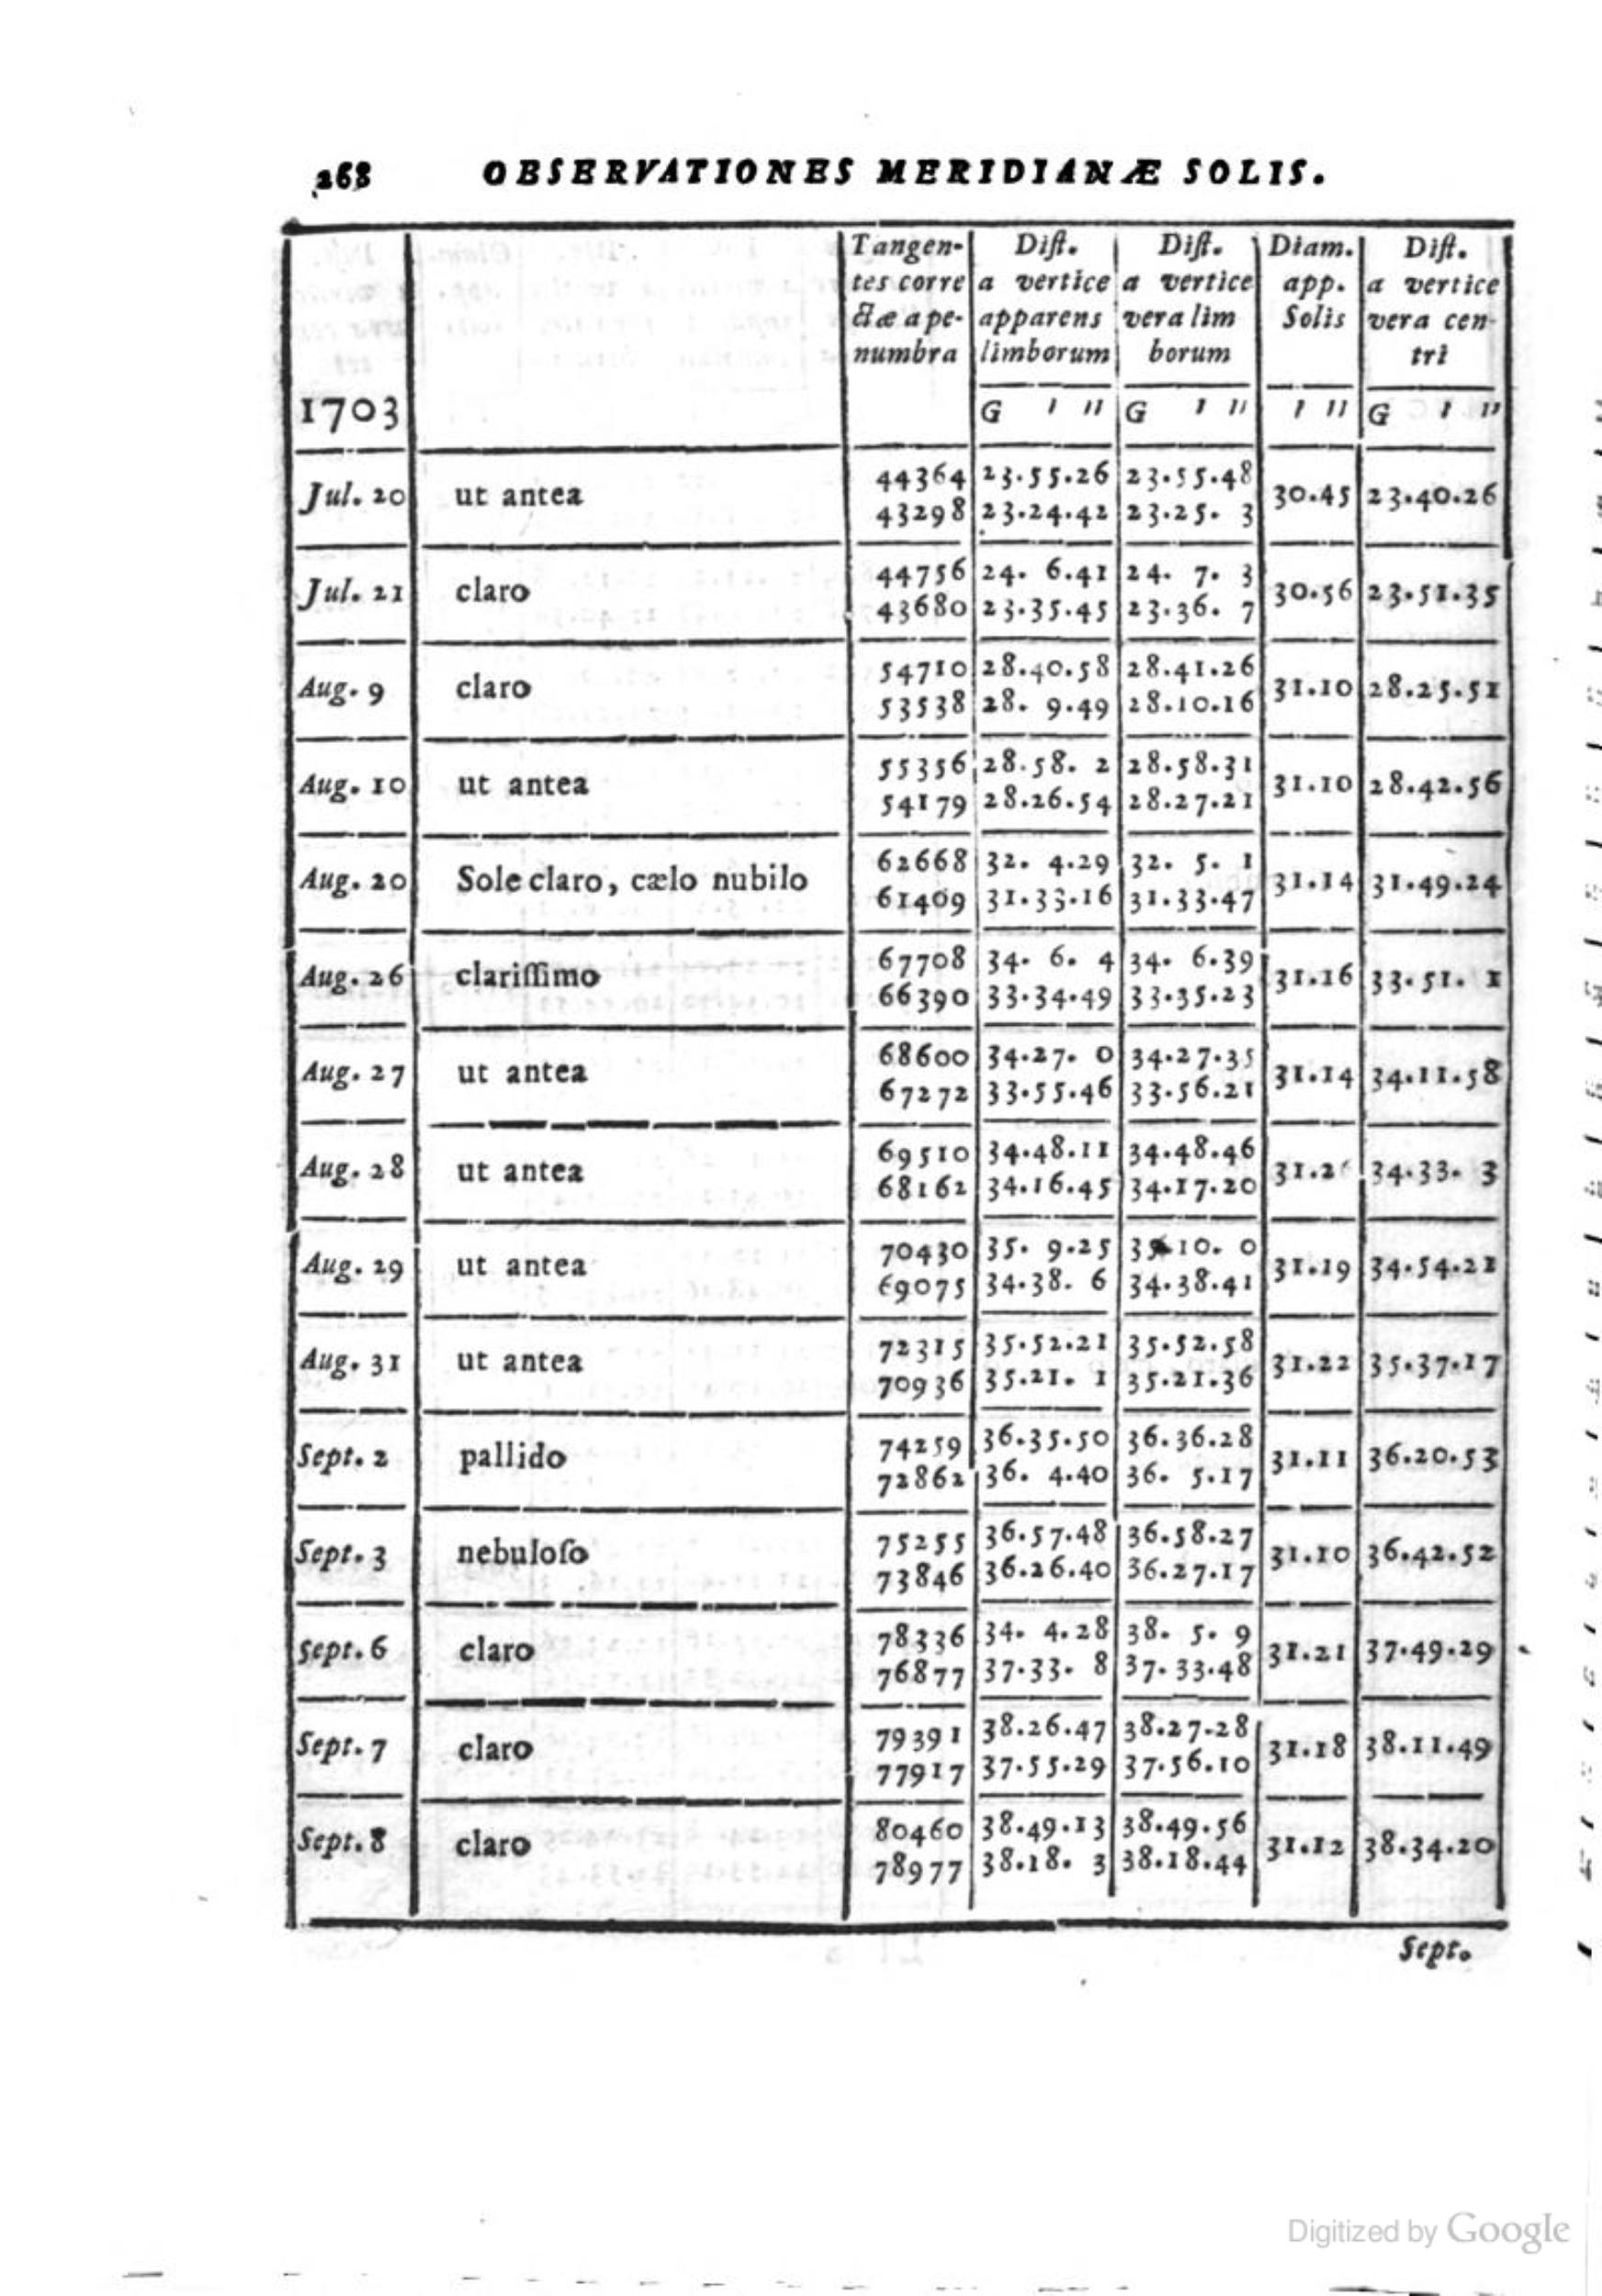 268 OBSERVATIONES MERIDIANÆ SOLIS.
1703
Tangen-
tes corre
ctæ a pe-
numbra
Dist.
a vertice
apparens
limborum
G ' ''
Dist.
a vertice
vera lim
borum
G ' ''
Diam.
app.
Solis
' ''
Dist.
a vertice
vera cen-
tri
G ' ''
44364 23.55.26 23.55.48
Jul. 20 ut antea 30.45 23.40.26
43298 23.24.42 23.25. 3
44756 24. 6.41 24. 7. 3
Jul. 21 claro 30.56 23.51.35
43680 23.35.45 23.36. 7
54710 28.40.58 28.41.26
Aug. 9 claro 31.10 28.25.51
53538 28. 9.49 28.10.16
55356 28.58. 2 28.58.31
Aug. 10 ut antea 31.10 28.42.56
54179 28.26.54 28.27.21
62668 32. 4.29 32. 5. 1
Aug. 20 Sole claro, cælo nubilo 31.14 31.49.24
61409 31.33.16 31.33.47
67708 34. 6. 4 34. 6.39
Aug. 26 clarissimo 31.16 33.51. 1
66390 33.34.49 33.35.23
68600 34.27. 0 34.27.35
Aug. 27 ut antea 31.14 34.11.58
67272 33.55.46 33.56.21
69510 34.48.11 34.48.46
Aug. 28 ut antea 31.26 34.33. 3
68162 34.16.45 34.17.20
70430 35. 9.25 35.10. 0
Aug. 29 ut antea 31.19 34.54.21
69075 34.38. 6 34.38.41
72315 35.52.21 35.52.58
Aug. 31 ut antea 31.22 35.37.17
70936 35.21. 1 35.21.36
74259 36.35.50 36.36.28
Sept. 2 pallido 31.11 36.20.53
72862 36. 4.40 36. 5.17
75255 36.57.48 36.58.27
Sept. 3 nebuloso 31.10 36.42.52
73846 36.26.40 36.27.17
78336 34. 4.28 38. 5. 9
Sept. 6 claro 31.21 37.49.29
76877 37.33. 8 37.33.48
79391 38.26.47 38.27.28
Sept. 7 claro 31.18 38.11.49
77917 37.55.29 37.56.10
80460 38.49.13 38.49.56
Sept. 8 claro 31.12 38.34.20
78977 38.18. 3 38.18.44
Sept.
Digitized by Google